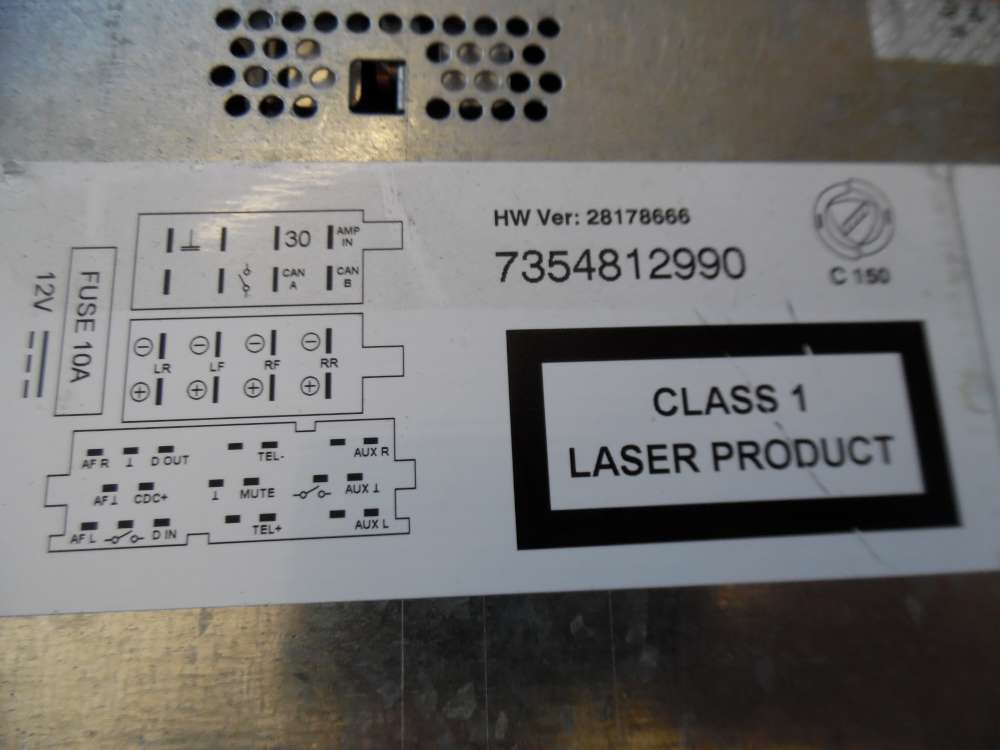 HW Ver: 28178666
7354812990
C 150
CLASS 1
LASER PRODUCT
12V
FUSE 10A
30 AMP IN
CAN A CAN B
LR LF RF RR
AF R D OUT TEL- AUX R
AF CDC+ MUTE AUX
AF L D IN TEL+ AUX L